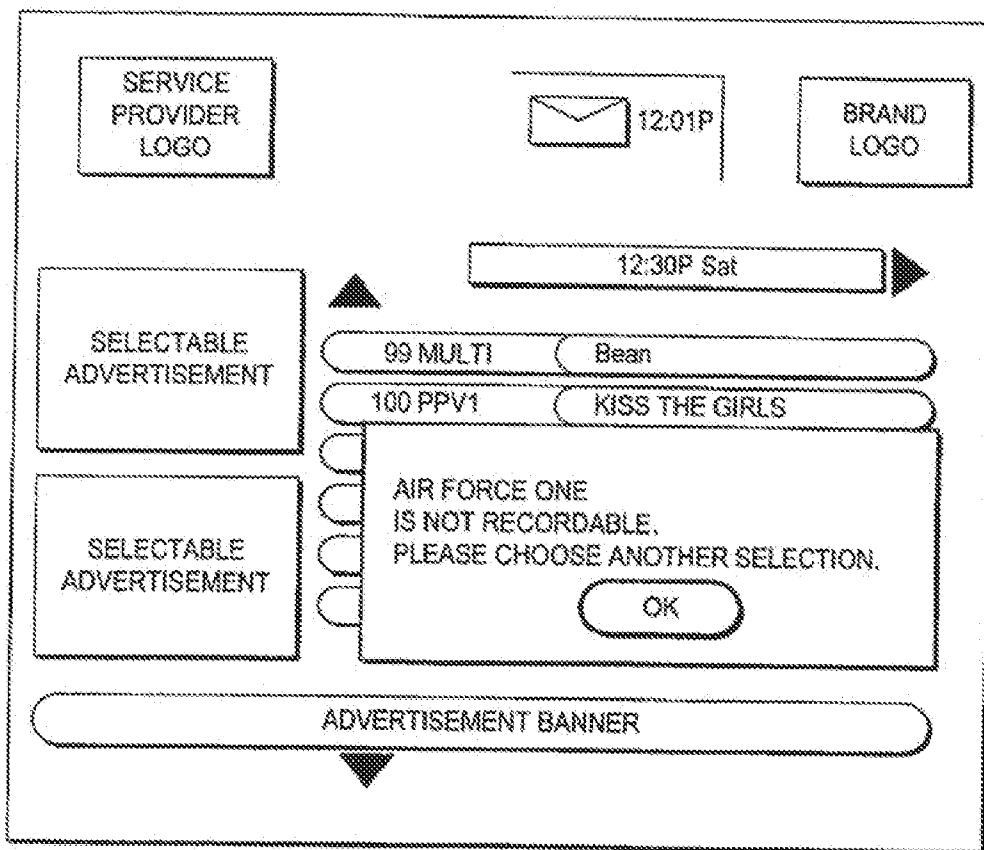 SERVICE
PROVIDER
LOGO
12:01P
BRAND
LOGO
12:30P Sat
SELECTABLE
ADVERTISEMENT
99 MULTI
Bean
100 PPV1
KISS THE GIRLS
SELECTABLE
ADVERTISEMENT
AIR FORCE ONE
IS NOT RECORDABLE.
PLEASE CHOOSE ANOTHER SELECTION.
OK
ADVERTISEMENT BANNER